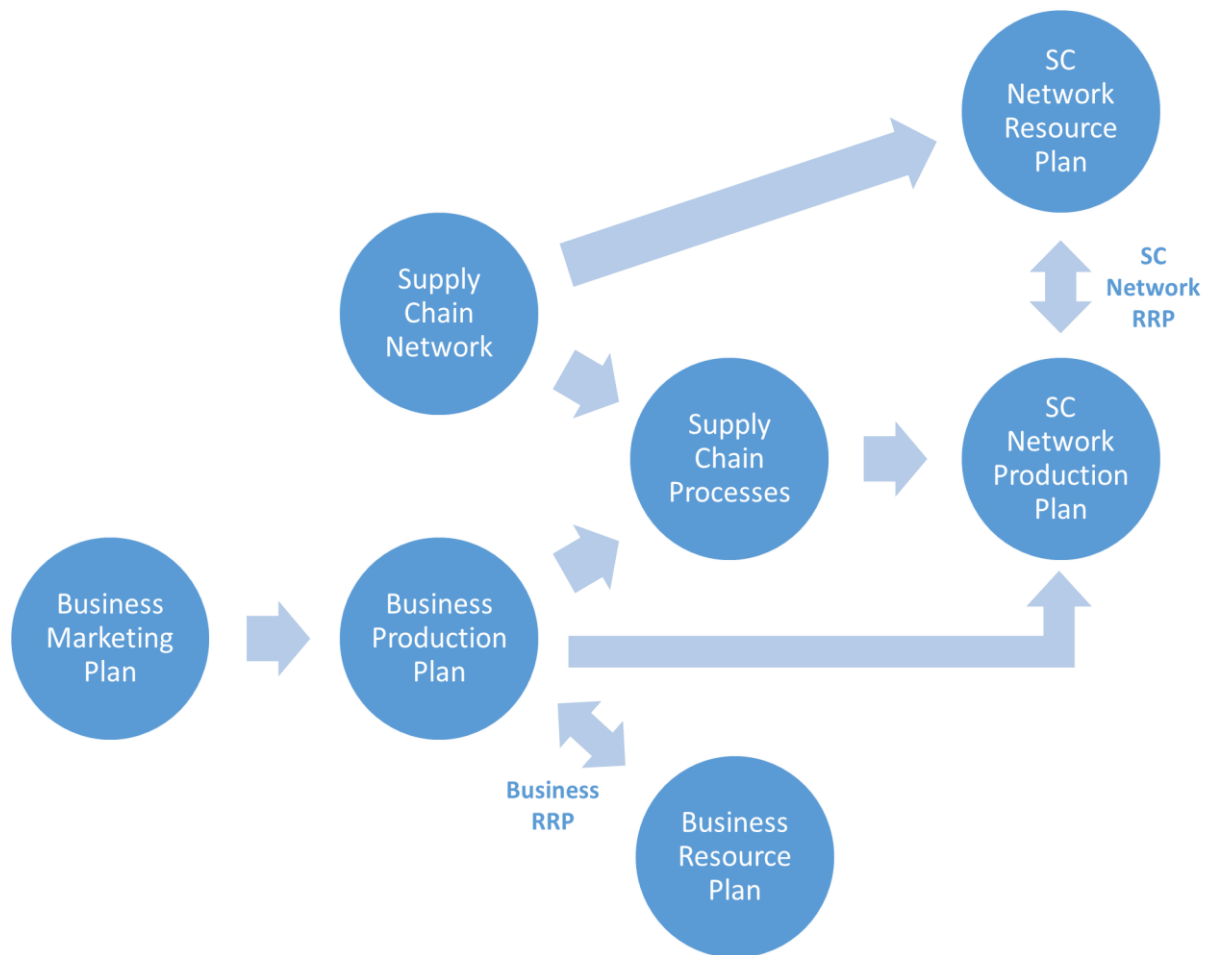 SC
Network
Resource
Plan
Supply
Chain
Network
SC
Network
RRP
Supply
Chain
Processes
SC
Network
Production
Plan
Business
Marketing
Plan
Business
Production
Plan
Business
RRP
Business
Resource
Plan